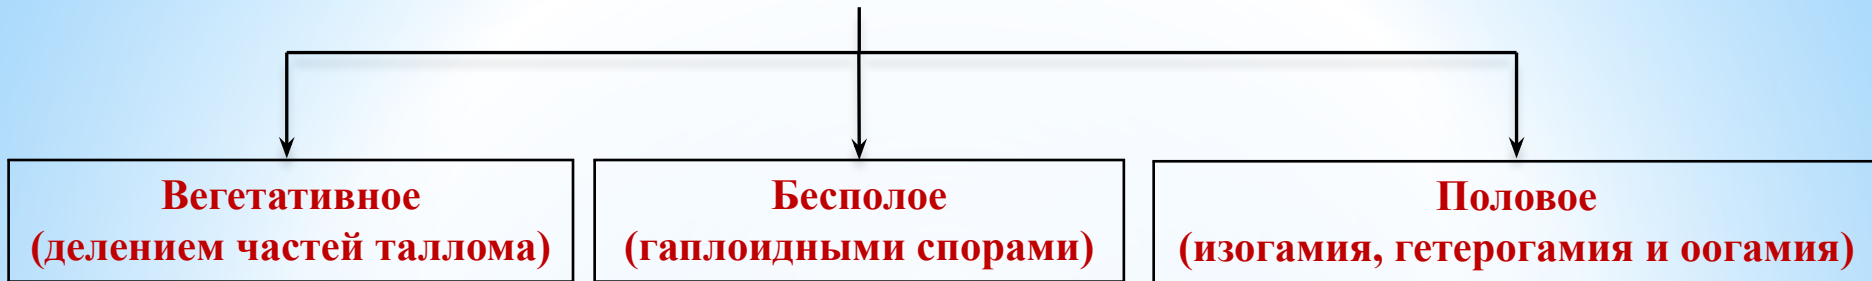 Вегетативное
(делением частей таллома)
Бесполое
(гаплоидными спорами)
Половое
(изогамия, гетерогамия и оогамия)